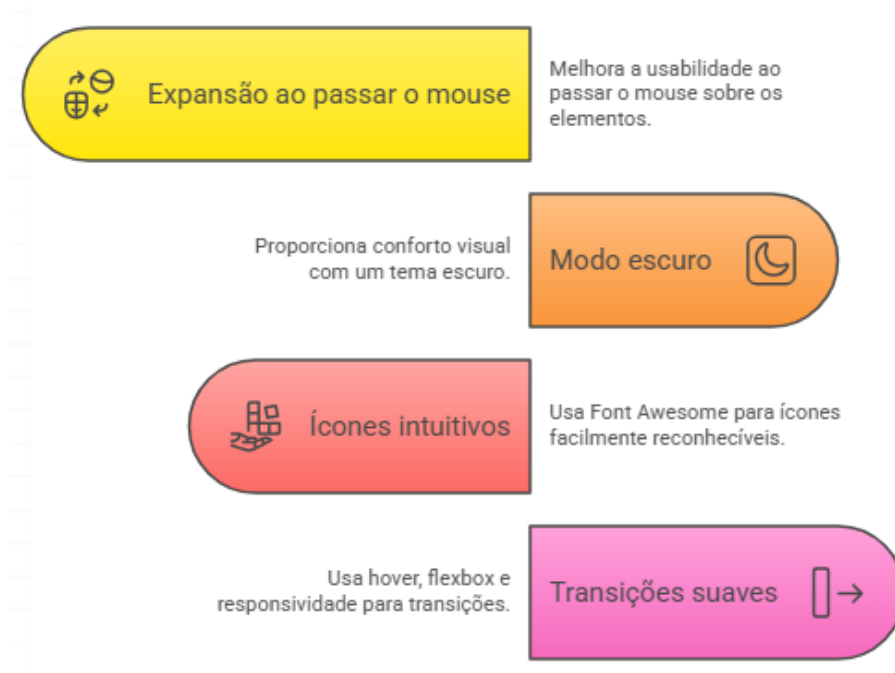 Expansão ao passar o mouse
Melhora a usabilidade ao
passar o mouse sobre os
elementos.
Proporciona conforto visual
com um tema escuro.
Modo escuro
Ícones intuitivos
Usa Font Awesome para ícones
facilmente reconhecíveis.
Usa hover, flexbox e
responsividade para transições.
Transições suaves